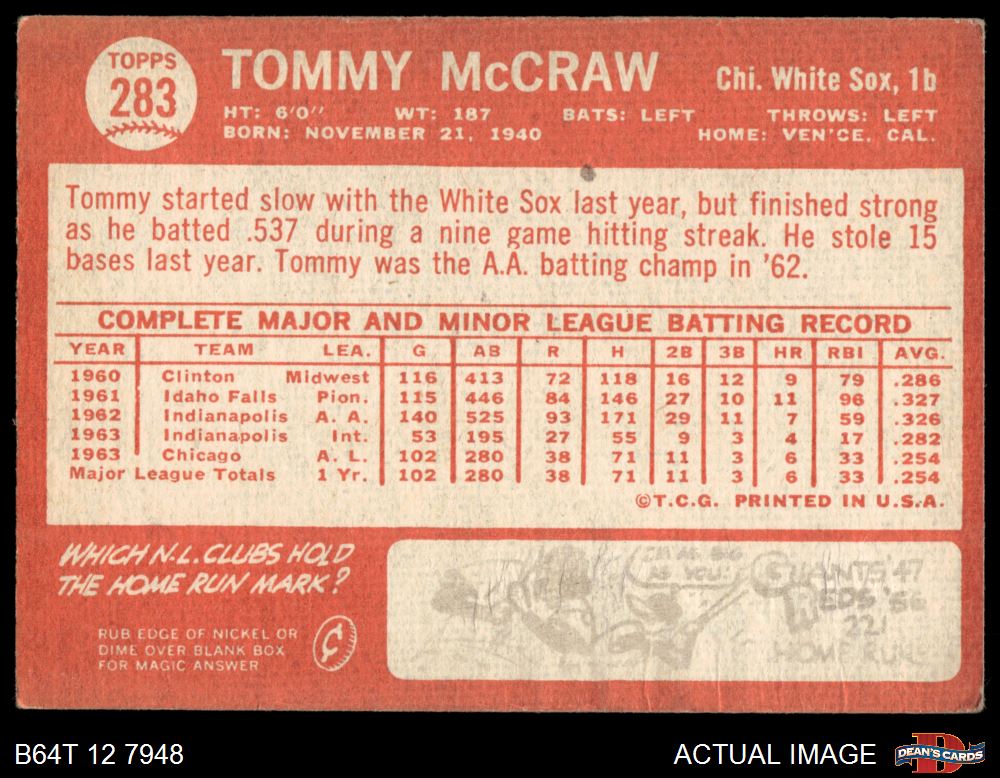 TOPPS
283
TOMMY McCRAW
Chi. White Sox, 1b
HT: 6'0" WT: 187 BATS: LEFT THROWS: LEFT
BORN: NOVEMBER 21, 1940 HOME: VEN'CE, CAL.
Tommy started slow with the White Sox last year, but finished strong
as he batted .537 during a nine game hitting streak. He stole 15
bases last year. Tommy was the A.A. batting champ in '62.
COMPLETE MAJOR AND MINOR LEAGUE BATTING RECORD
YEAR TEAM LEA. G AB R H 2B 3B HR RBI AVG.
1960 Clinton Midwest 116 413 72 118 16 12 9 79 .286
1961 Idaho Falls Pion. 115 446 84 146 27 10 11 96 .327
1962 Indianapolis A. A. 140 525 93 171 29 11 7 59 .326
1963 Indianapolis Int. 53 195 27 55 9 3 4 17 .282
1963 Chicago A. L. 102 280 38 71 11 3 6 33 .254
Major League Totals 1 Yr. 102 280 38 71 11 3 6 33 .254
©T.C.G. PRINTED IN U.S.A.
WHICH N.L. CLUBS HOLD
THE HOME RUN MARK?
RUB EDGE OF NICKEL OR
DIME OVER BLANK BOX
FOR MAGIC ANSWER
¢
AS YOU!
GIANTS '47
REDS '56
221
HOME RUNS
B64T 12 7948
ACTUAL IMAGE
DEAN'S CARDS